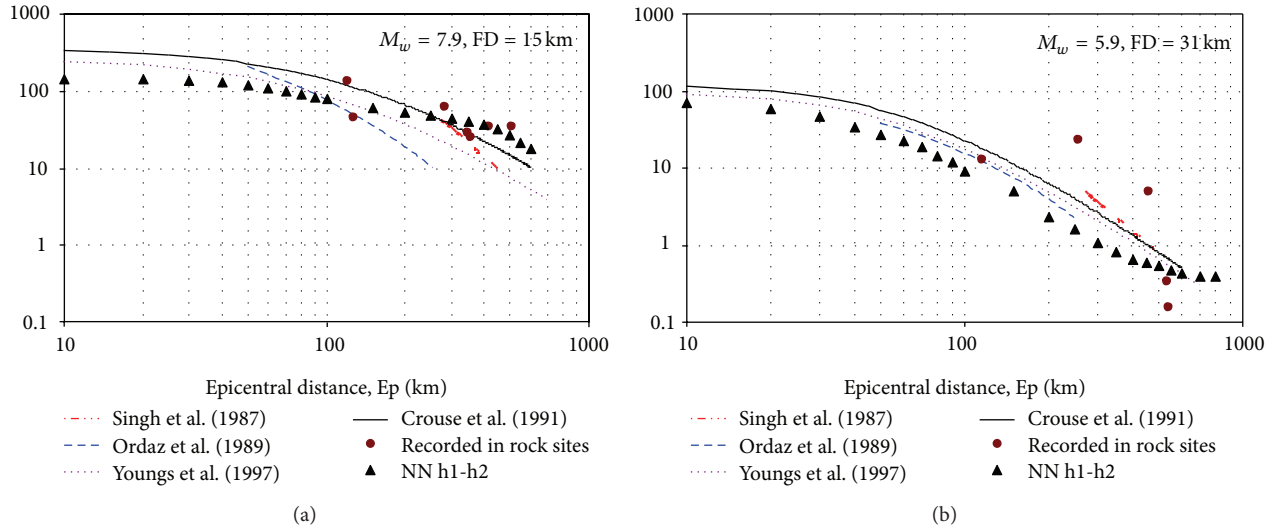 1000
100
10
1
0.1
M_w = 7.9, FD = 15 km
10
100
1000
Epicentral distance, Ep (km)
Singh et al. (1987)
Ordaz et al. (1989)
Youngs et al. (1997)
Crouse et al. (1991)
Recorded in rock sites
NN h1-h2
(a)
1000
100
10
1
0.1
M_w = 5.9, FD = 31 km
10
100
1000
Epicentral distance, Ep (km)
Singh et al. (1987)
Ordaz et al. (1989)
Youngs et al. (1997)
Crouse et al. (1991)
Recorded in rock sites
NN h1-h2
(b)